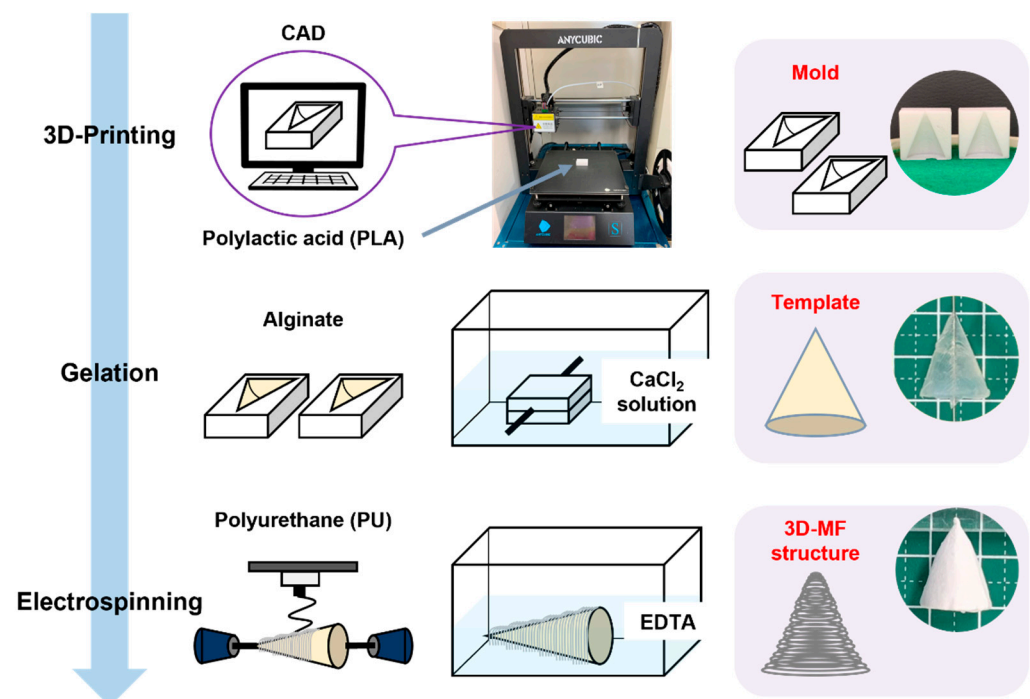 CAD
ANYCUBIC
3D-Printing
Polylactic acid (PLA)
Mold
Gelation
Alginate
CaCl₂
solution
Template
Electrospinning
Polyurethane (PU)
EDTA
3D-MF
structure